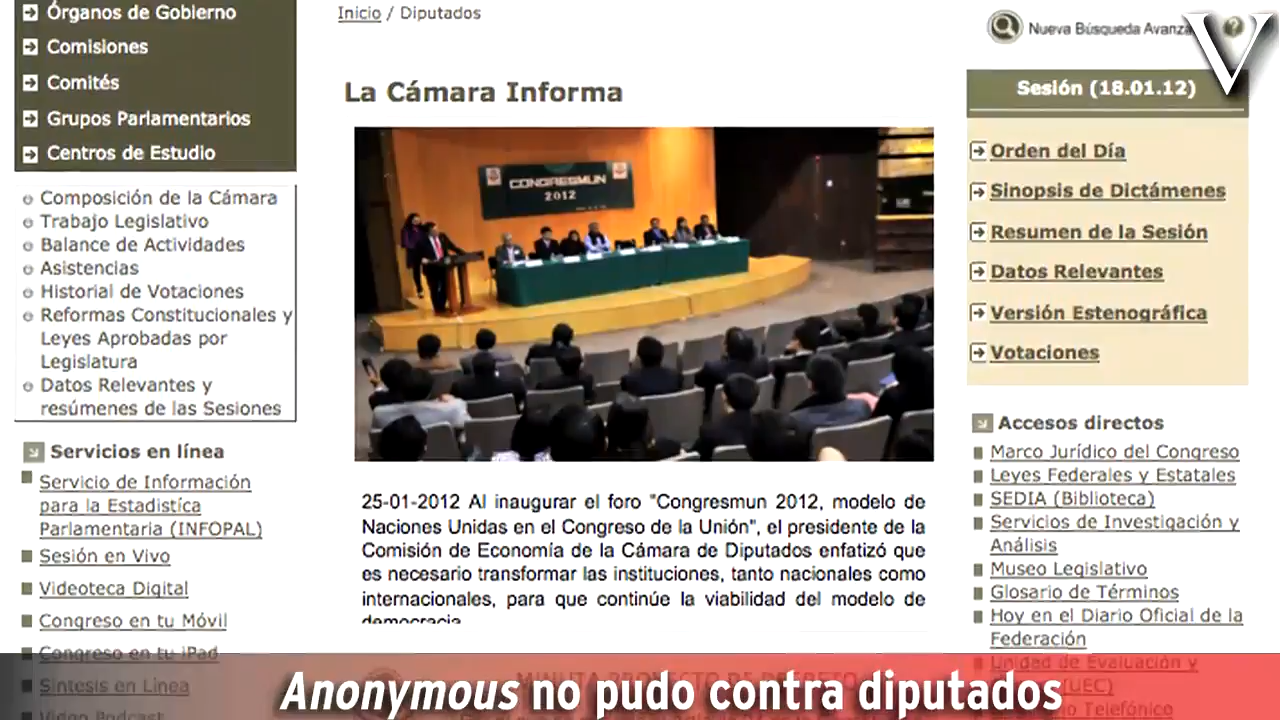 Órganos de Gobierno
Comisiones
Comités
Grupos Parlamentarios
Centros de Estudio
Composición de la Cámara
Trabajo Legislativo
Balance de Actividades
Asistencias
Historial de Votaciones
Reformas Constitucionales y
Leyes Aprobadas por
Legislatura
Datos Relevantes y
resúmenes de las Sesiones
Servicios en línea
Servicio de Información
para la Estadistíca
Parlamentaria (INFOPAL)
Sesión en Vivo
Videoteca Digital
Congreso en tu Móvil
Congreso en tu iPad
Síntesis en Línea
Video Podcast
Inicio / Diputados
La Cámara Informa
CONGRESMUN
2012
25-01-2012 Al inaugurar el foro "Congresmun 2012, modelo de
Naciones Unidas en el Congreso de la Unión", el presidente de la
Comisión de Economía de la Cámara de Diputados enfatizó que
es necesario transformar las instituciones, tanto nacionales como
internacionales, para que continúe la viabilidad del modelo de
democracia
Nueva Búsqueda Avanza
V
Sesión (18.01.12)
Orden del Día
Sinopsis de Dictámenes
Resumen de la Sesión
Datos Relevantes
Versión Estenográfica
Votaciones
Accesos directos
Marco Jurídico del Congreso
Leyes Federales y Estatales
SEDIA (Biblioteca)
Servicios de Investigación y
Análisis
Museo Legislativo
Glosario de Términos
Hoy en el Diario Oficial de la
Federación
Unidad de Evaluación y
(UEC)
Telefónico
Anonymous no pudo contra diputados